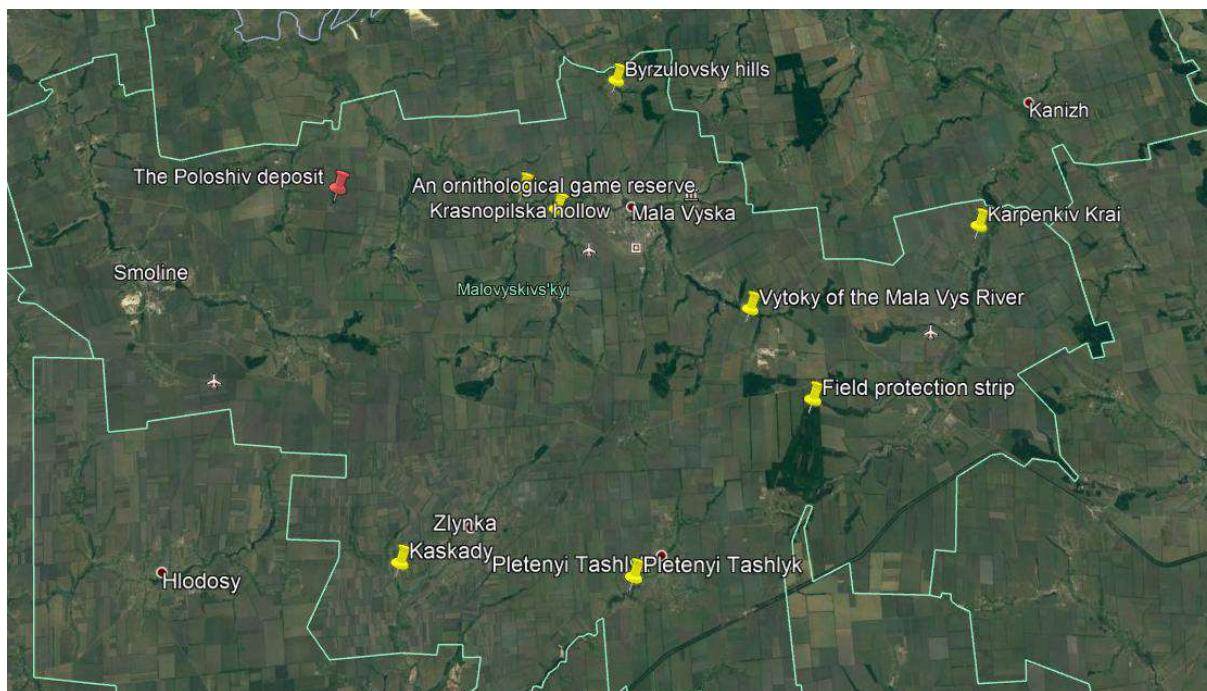 Byrzulovsky hills
Kanizh
The Poloshiv deposit
An ornithological game reserve
Krasnopilska hollow
Mala Vyska
Karpenkiv Krai
Smoline
Malovyskivs'kyi
Vytoky of the Mala Vys River
Field protection strip
Zlynka
Kaskady
Pletenyi Tashlyk
Pletenyi Tashlyk
Hlodosy